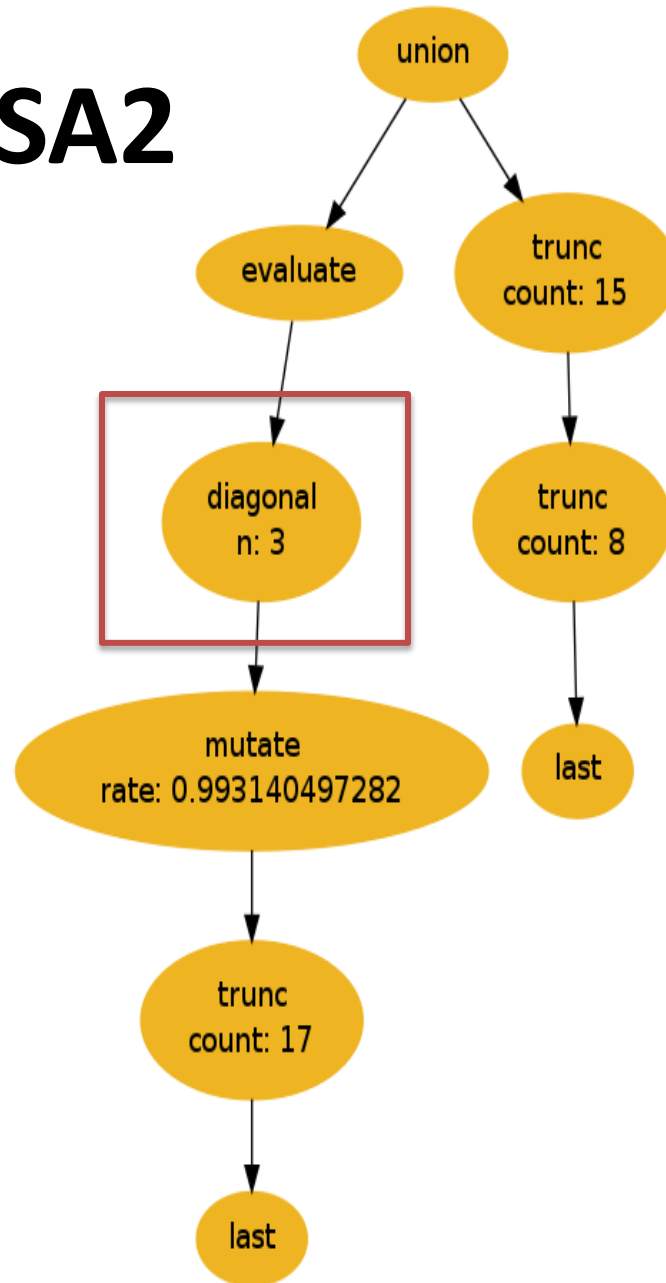 SA2
union
evaluate
trunc
count: 15
diagonal
n: 3
trunc
count: 8
mutate
rate: 0.993140497282
last
trunc
count: 17
last